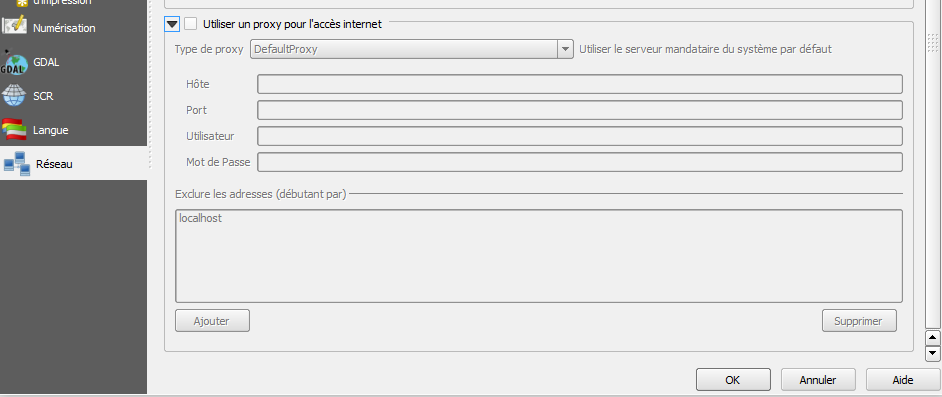 d'impression
Numérisation
GDAL
GDAL
SCR
Langue
Réseau
Utiliser un proxy pour l'accès internet
Type de proxy DefaultProxy Utiliser le serveur mandataire du système par défaut
Hôte
Port
Utilisateur
Mot de Passe
Exclure les adresses (débutant par)
localhost
Ajouter Supprimer
OK Annuler Aide